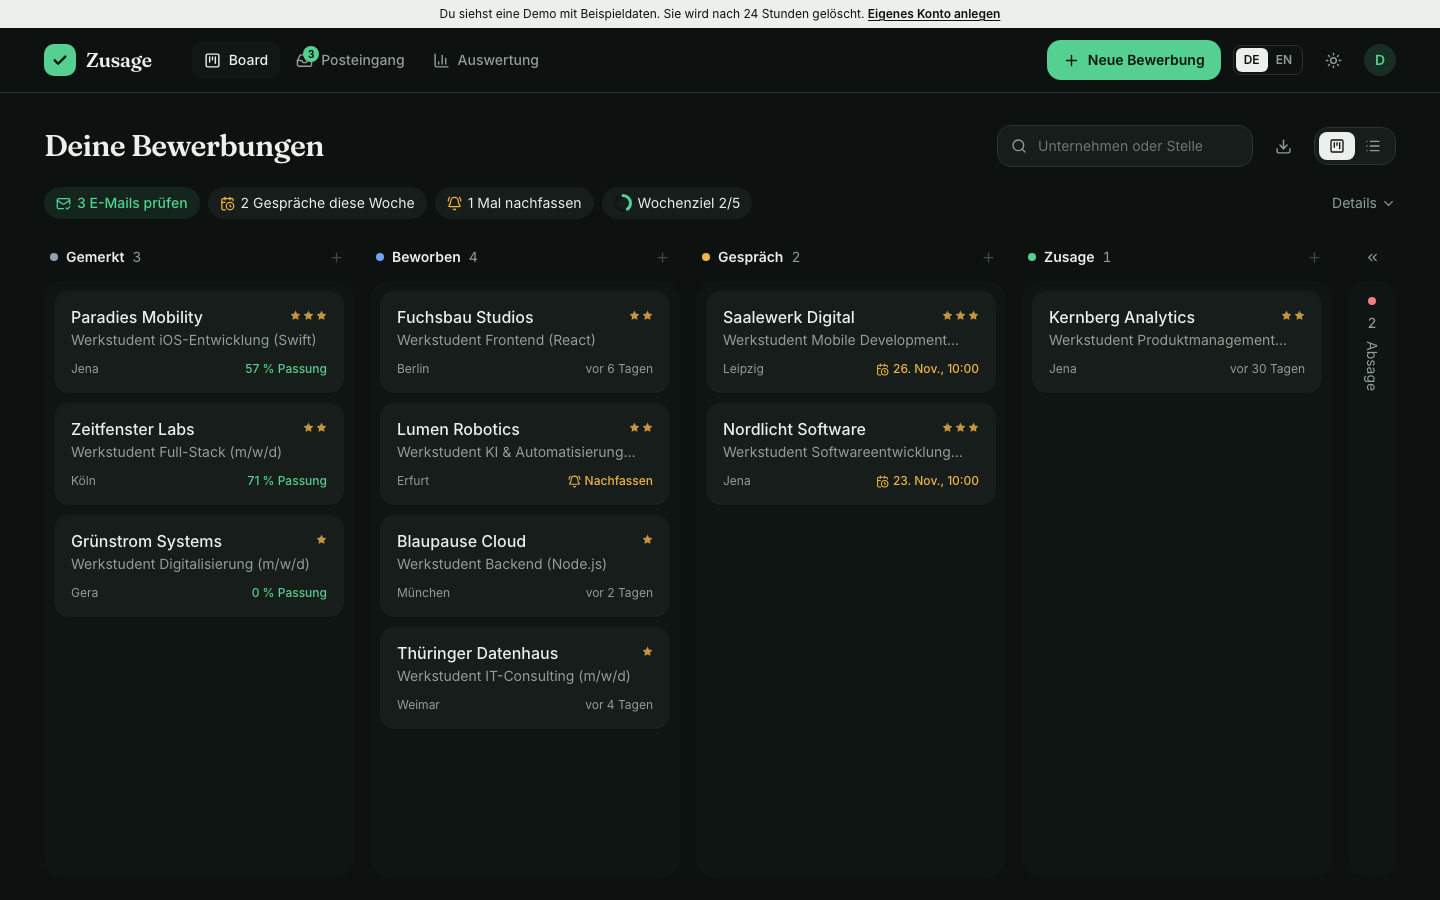 Du siehst eine Demo mit Beispieldaten. Sie wird nach 24 Stunden gelöscht. Eigenes Konto anlegen
Zusage
Board
3
Posteingang
Auswertung
Neue Bewerbung
DE EN
D
Deine Bewerbungen
Unternehmen oder Stelle
3 E-Mails prüfen
2 Gespräche diese Woche
1 Mal nachfassen
Wochenziel 2/5
Details
Gemerkt 3
Paradies Mobility
Werkstudent iOS-Entwicklung (Swift)
Jena 57 % Passung
Zeitfenster Labs
Werkstudent Full-Stack (m/w/d)
Köln 71 % Passung
Grünstrom Systems
Werkstudent Digitalisierung (m/w/d)
Gera 0 % Passung
Beworben 4
Fuchsbau Studios
Werkstudent Frontend (React)
Berlin vor 6 Tagen
Lumen Robotics
Werkstudent KI & Automatisierung...
Erfurt Nachfassen
Blaupause Cloud
Werkstudent Backend (Node.js)
München vor 2 Tagen
Thüringer Datenhaus
Werkstudent IT-Consulting (m/w/d)
Weimar vor 4 Tagen
Gespräch 2
Saalewerk Digital
Werkstudent Mobile Development...
Leipzig 26. Nov., 10:00
Nordlicht Software
Werkstudent Softwareentwicklung...
Jena 23. Nov., 10:00
Zusage 1
Kernberg Analytics
Werkstudent Produktmanagement...
Jena vor 30 Tagen
2
Absage